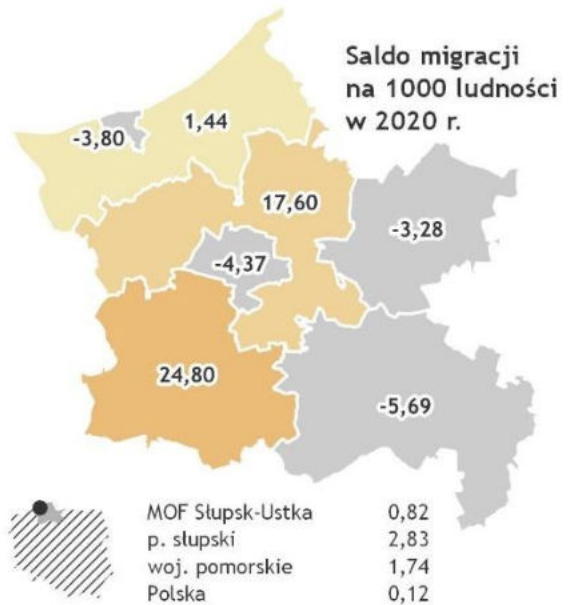 Saldo migracji
na 1000 ludności
w 2020 r.
-3,80
1,44
17,60
-3,28
-4,37
24,80
-5,69
MOF Słupsk-Ustka 0,82
p. słupski 2,83
woj. pomorskie 1,74
Polska 0,12